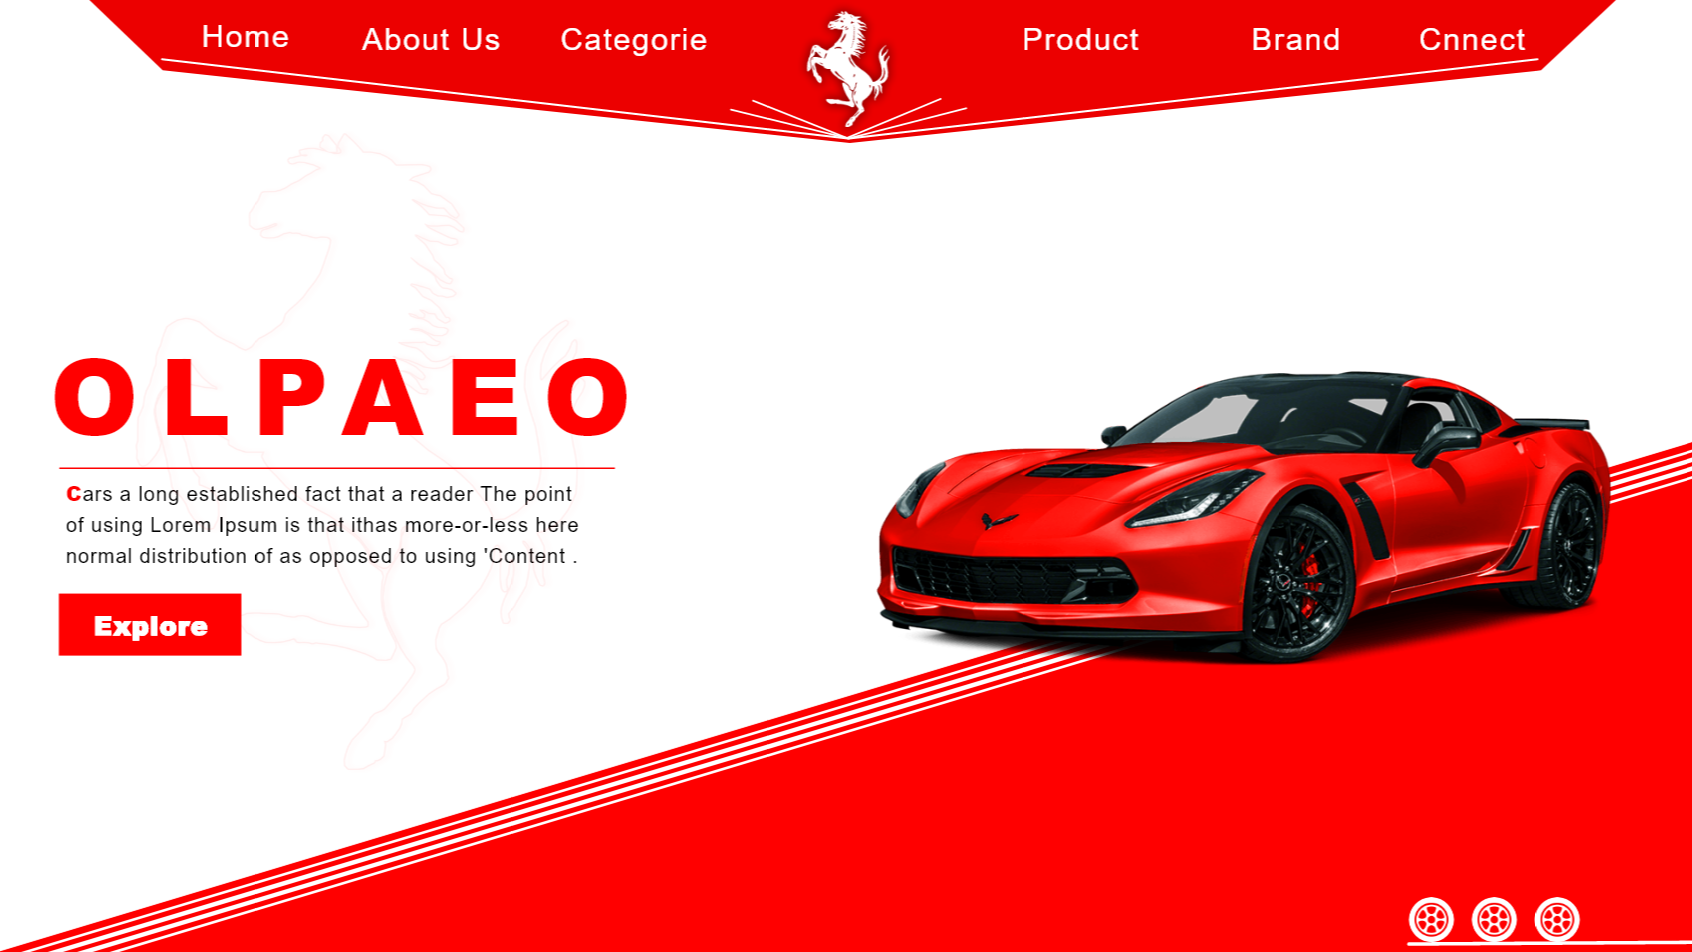 Home About Us Categorie Product Brand Cnnect
OLPAEO
Cars a long established fact that a reader The point
of using Lorem Ipsum is that ithas more-or-less here
normal distribution of as opposed to using 'Content .
Explore